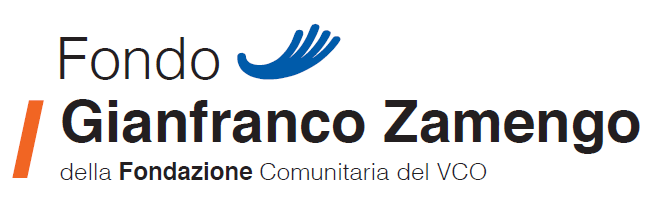 Fondo
Gianfranco Zamengo
della Fondazione Comunitaria del VCO